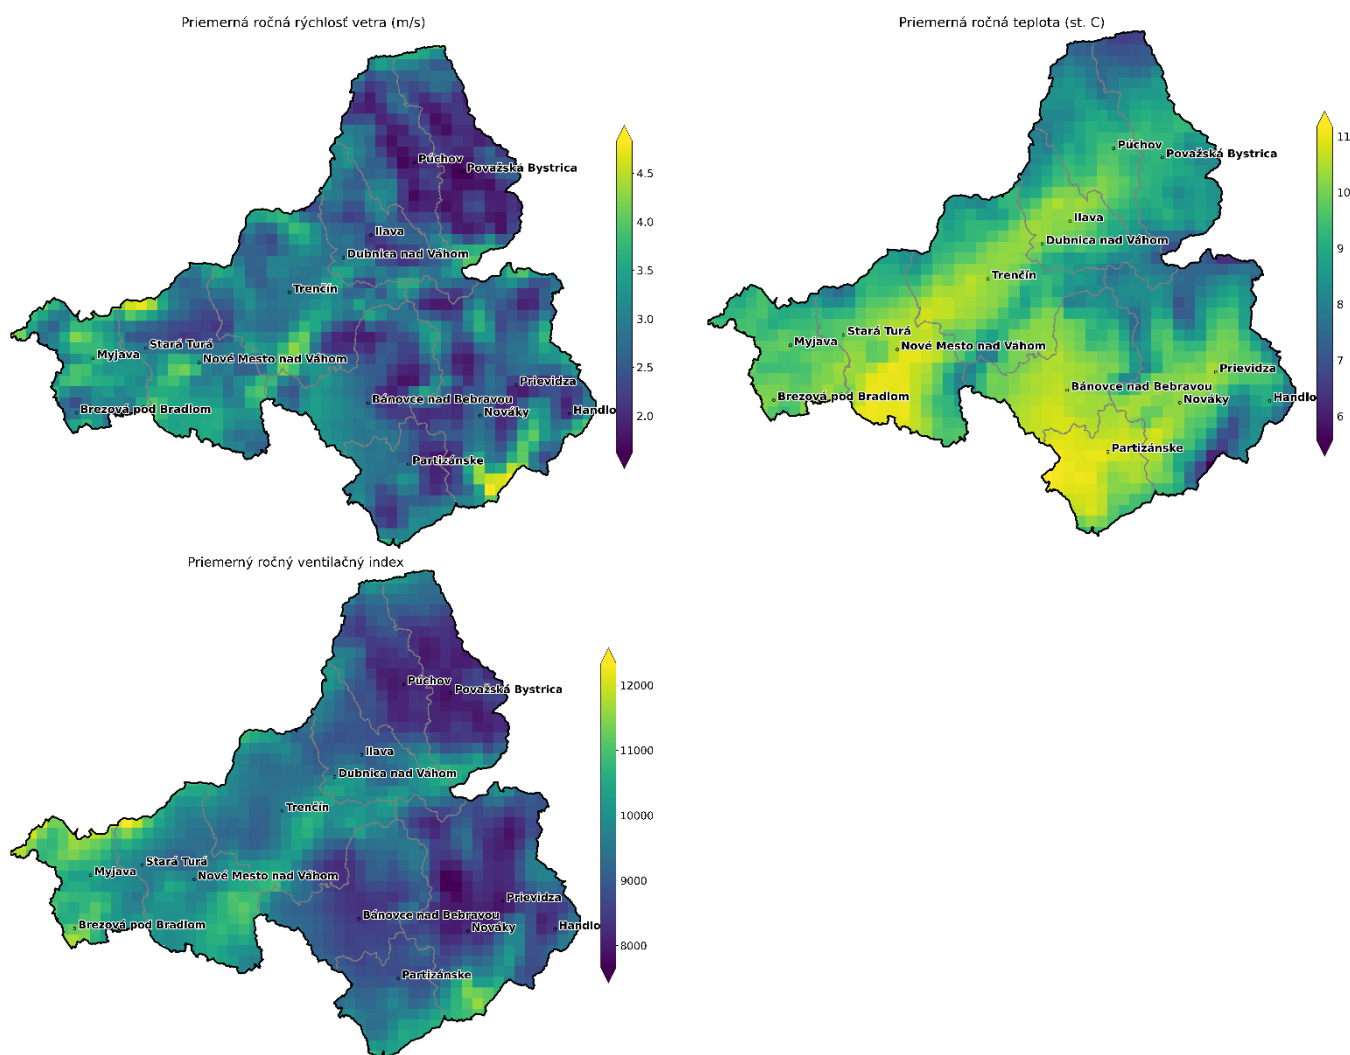 Priemerná ročná rýchlosť vetra (m/s)
Púchov
Považská Bystrica
Ilava
Dubnica nad Váhom
Trenčín
Stará Turá
Myjava
Nové Mesto nad Váhom
Prievidza
Bánovce nad Bebravou
Brezová pod Bradlom
Nováky
Handlo
Partizánske
4.5
4.0
3.5
3.0
2.5
2.0
Priemerná ročná teplota (st. C)
Púchov
Považská Bystrica
Ilava
Dubnica nad Váhom
Trenčín
Stará Turá
Myjava
Nové Mesto nad Váhom
Prievidza
Bánovce nad Bebravou
Brezová pod Bradlom
Nováky
Handlo
Partizánske
11
10
9
8
7
6
Priemerný ročný ventilačný index
Púchov
Považská Bystrica
Ilava
Dubnica nad Váhom
Trenčín
Stará Turá
Myjava
Nové Mesto nad Váhom
Prievidza
Bánovce nad Bebravou
Brezová pod Bradlom
Nováky
Handlo
Partizánske
12000
11000
10000
9000
8000